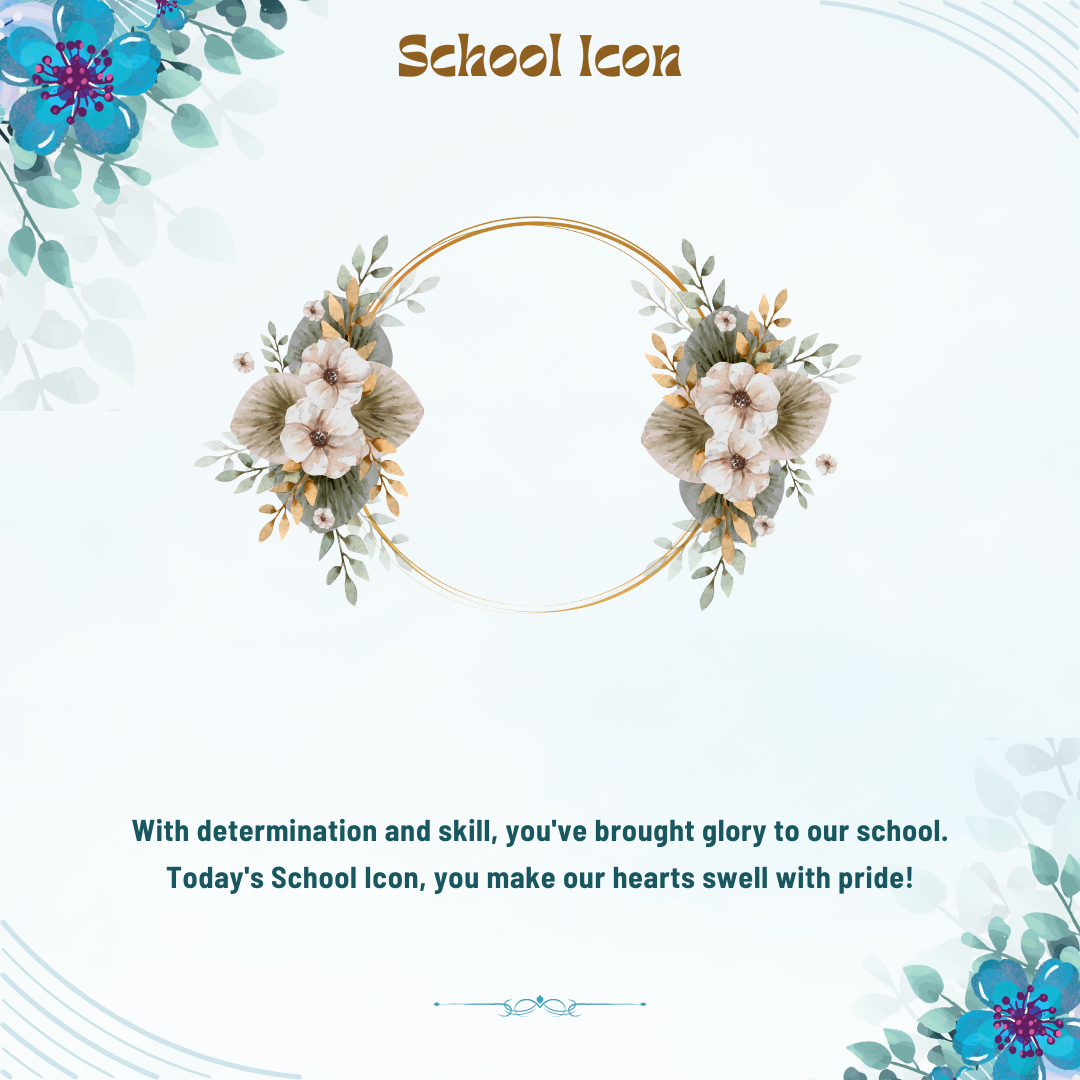 School Icon
With determination and skill, you've brought glory to our school.
Today's School Icon, you make our hearts swell with pride!